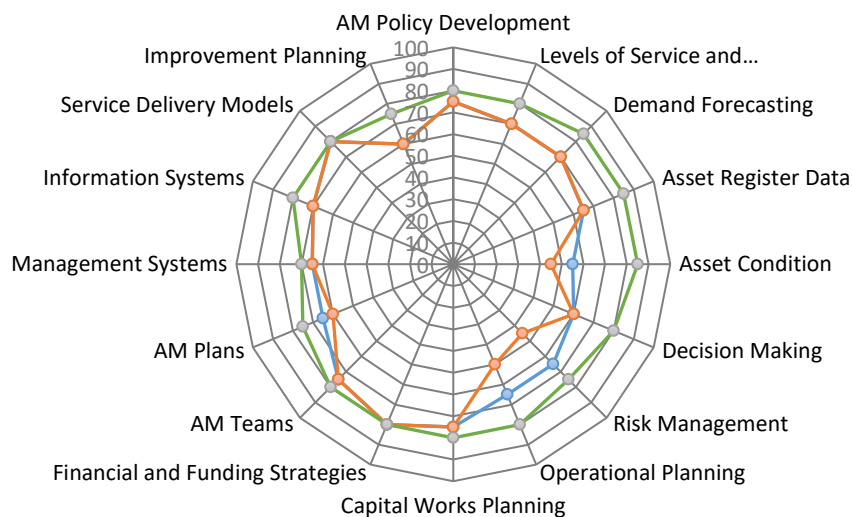 AM Policy Development
Improvement Planning
Levels of Service and…
Service Delivery Models
Demand Forecasting
Information Systems
Asset Register Data
Management Systems
Asset Condition
AM Plans
Decision Making
AM Teams
Risk Management
Financial and Funding Strategies
Operational Planning
Capital Works Planning
100
90
80
70
60
50
40
30
20
10
0